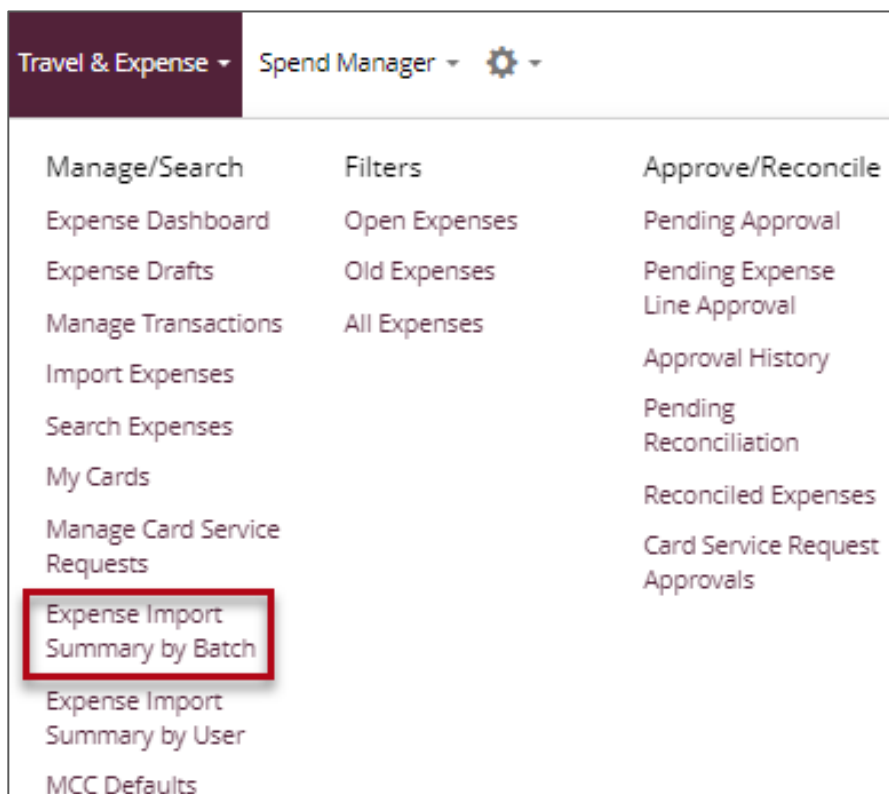 Travel & Expense
Spend Manager
Manage/Search
Expense Dashboard
Expense Drafts
Manage Transactions
Import Expenses
Search Expenses
My Cards
Manage Card Service
Requests
Expense Import
Summary by Batch
Expense Import
Summary by User
MCC Defaults
Filters
Open Expenses
Old Expenses
All Expenses
Approve/Reconcile
Pending Approval
Pending Expense
Line Approval
Approval History
Pending
Reconciliation
Reconciled Expenses
Card Service Request
Approvals